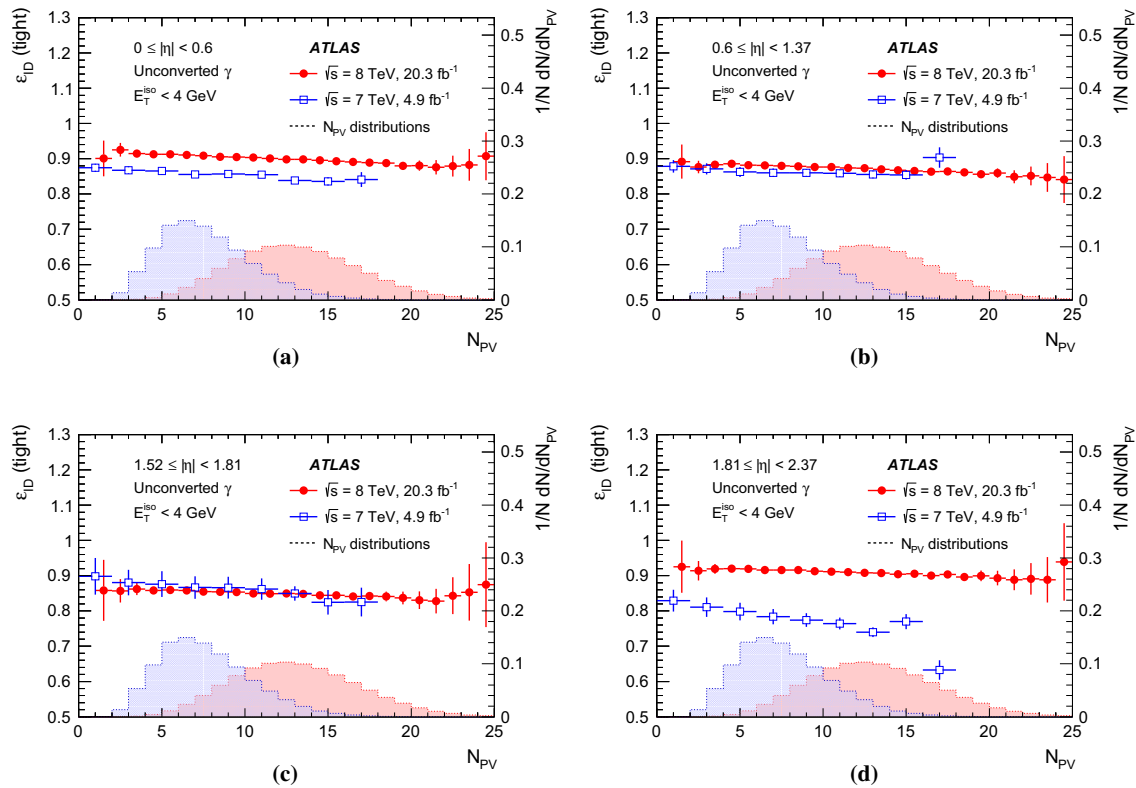 ε_ID (tight)
1.3
1.2
1.1
1
0.9
0.8
0.7
0.6
0.5
0 ≤ |η| < 0.6
Unconverted γ
E_T^iso < 4 GeV
ATLAS
√s = 8 TeV, 20.3 fb⁻¹
√s = 7 TeV, 4.9 fb⁻¹
N_PV distributions
0.5
0.4
0.3
0.2
0.1
0
1/N dN/dN_PV
0 5 10 15 20 25
N_PV
(a)
ε_ID (tight)
1.3
1.2
1.1
1
0.9
0.8
0.7
0.6
0.5
0.6 ≤ |η| < 1.37
Unconverted γ
E_T^iso < 4 GeV
ATLAS
√s = 8 TeV, 20.3 fb⁻¹
√s = 7 TeV, 4.9 fb⁻¹
N_PV distributions
0.5
0.4
0.3
0.2
0.1
0
1/N dN/dN_PV
0 5 10 15 20 25
N_PV
(b)
ε_ID (tight)
1.3
1.2
1.1
1
0.9
0.8
0.7
0.6
0.5
1.52 ≤ |η| < 1.81
Unconverted γ
E_T^iso < 4 GeV
ATLAS
√s = 8 TeV, 20.3 fb⁻¹
√s = 7 TeV, 4.9 fb⁻¹
N_PV distributions
0.5
0.4
0.3
0.2
0.1
0
1/N dN/dN_PV
0 5 10 15 20 25
N_PV
(c)
ε_ID (tight)
1.3
1.2
1.1
1
0.9
0.8
0.7
0.6
0.5
1.81 ≤ |η| < 2.37
Unconverted γ
E_T^iso < 4 GeV
ATLAS
√s = 8 TeV, 20.3 fb⁻¹
√s = 7 TeV, 4.9 fb⁻¹
N_PV distributions
0.5
0.4
0.3
0.2
0.1
0
1/N dN/dN_PV
0 5 10 15 20 25
N_PV
(d)